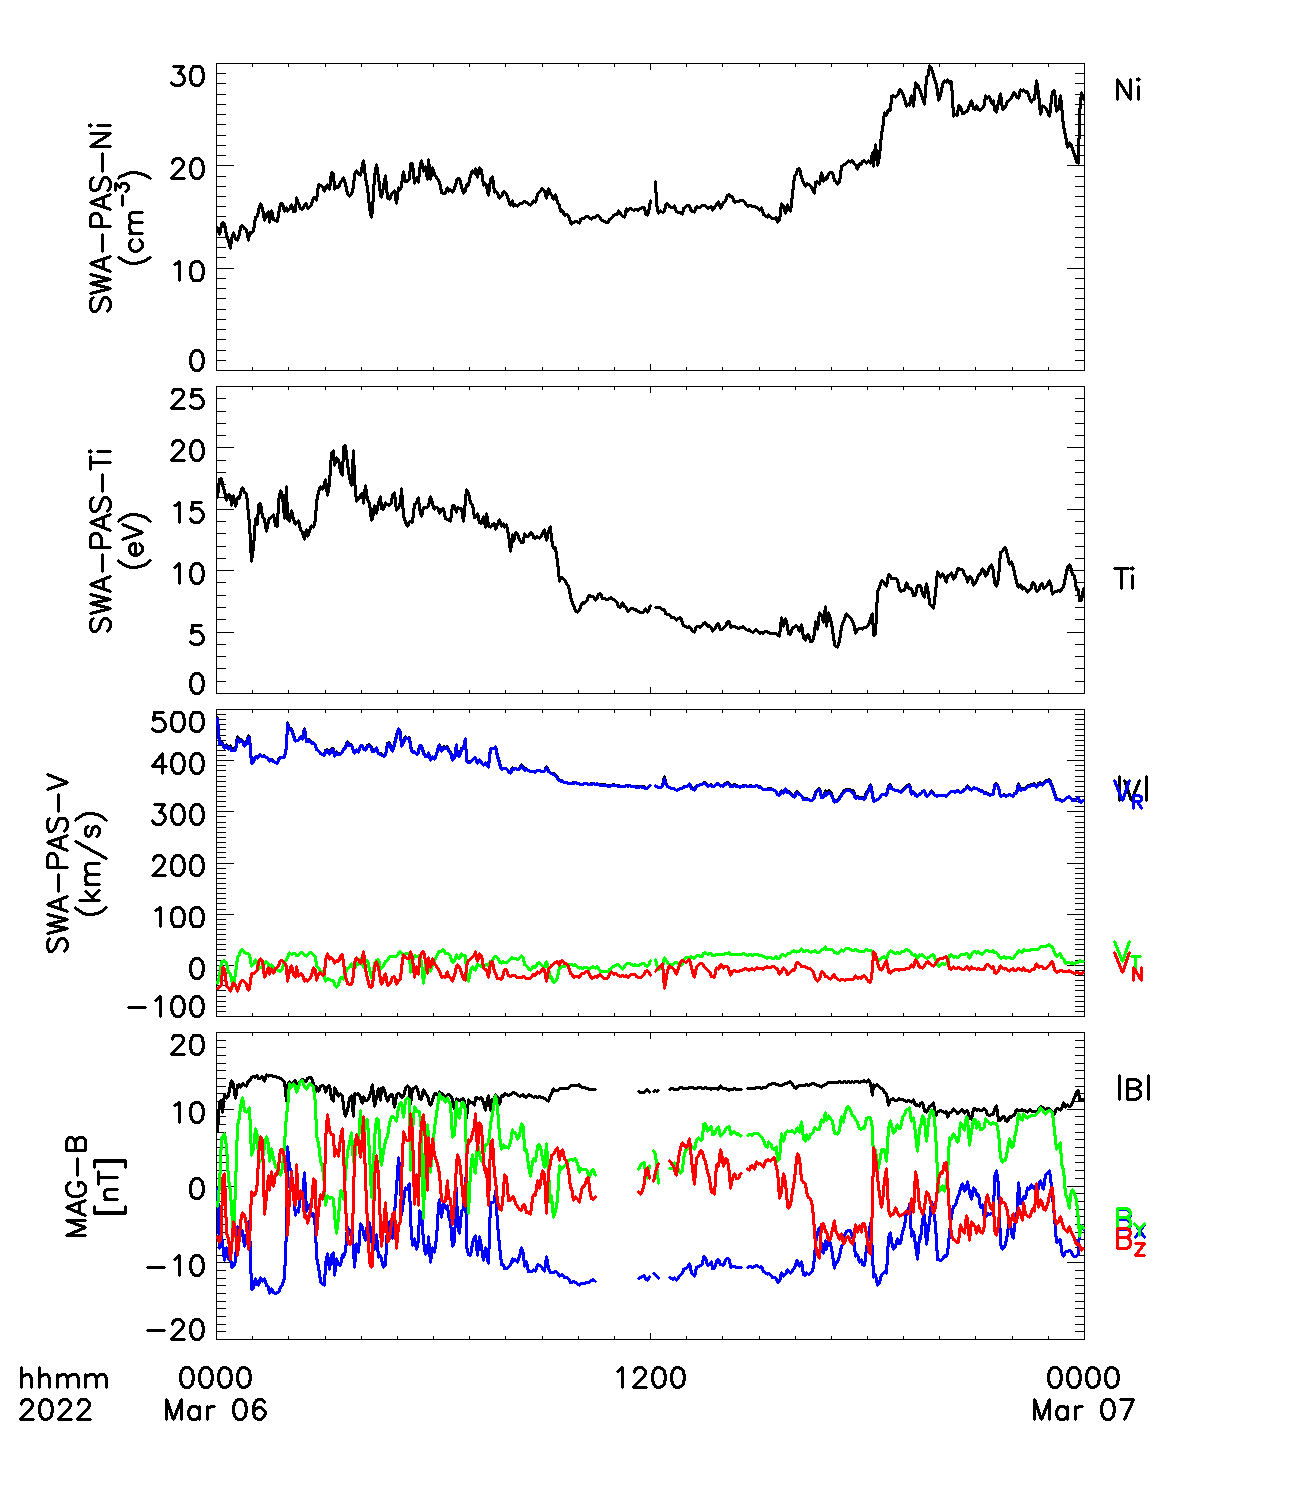 30
20
10
0
SWA-PAS-Ni
(cm⁻³)
Ni
25
20
15
10
5
0
SWA-PAS-Ti
(eV)
Ti
500
400
300
200
100
0
-100
SWA-PAS-V
(km/s)
|V|
V_R
V_T
V_N
20
10
0
-10
-20
MAG-B
[nT]
|B|
B_X
B_Z
hhmm 0000 1200 0000
2022 Mar 06 Mar 07